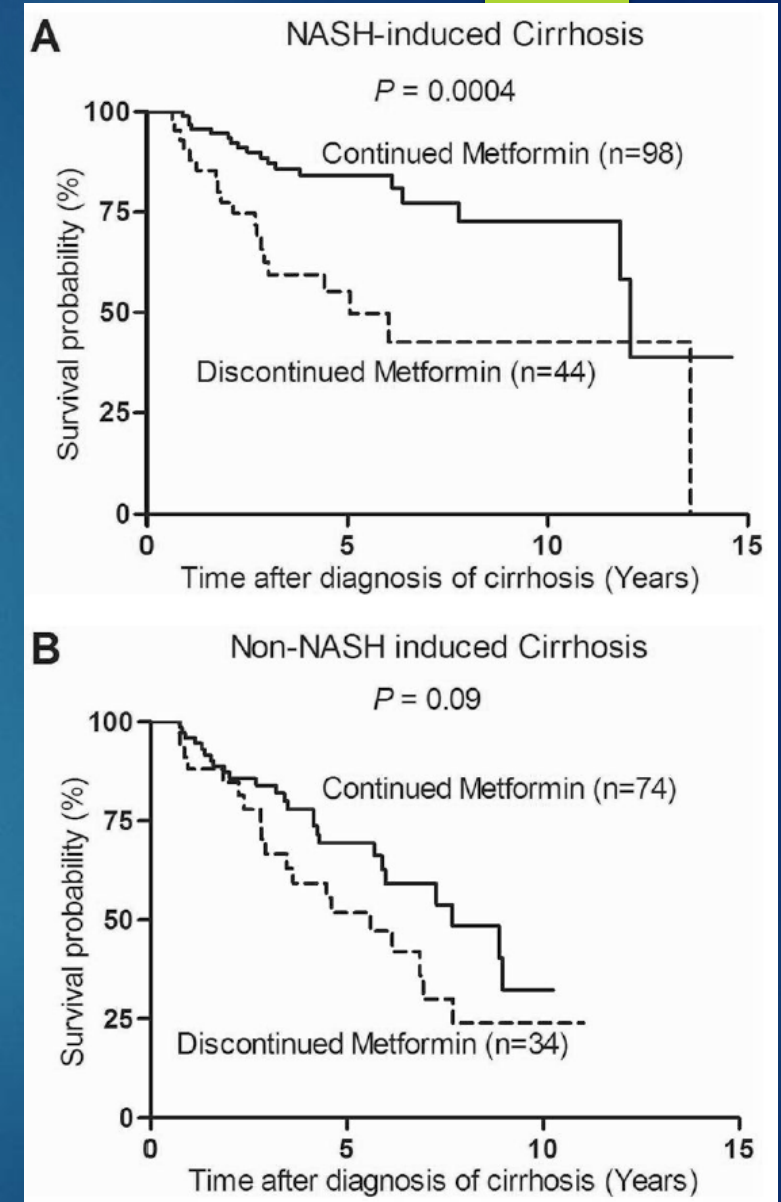 A
NASH-induced Cirrhosis
P = 0.0004
100
75
50
25
0
Survival probability (%)
Continued Metformin (n=98)
Discontinued Metformin (n=44)
0 5 10 15
Time after diagnosis of cirrhosis (Years)
B
Non-NASH induced Cirrhosis
P = 0.09
100
75
50
25
0
Survival probability (%)
Continued Metformin (n=74)
Discontinued Metformin (n=34)
0 5 10 15
Time after diagnosis of cirrhosis (Years)